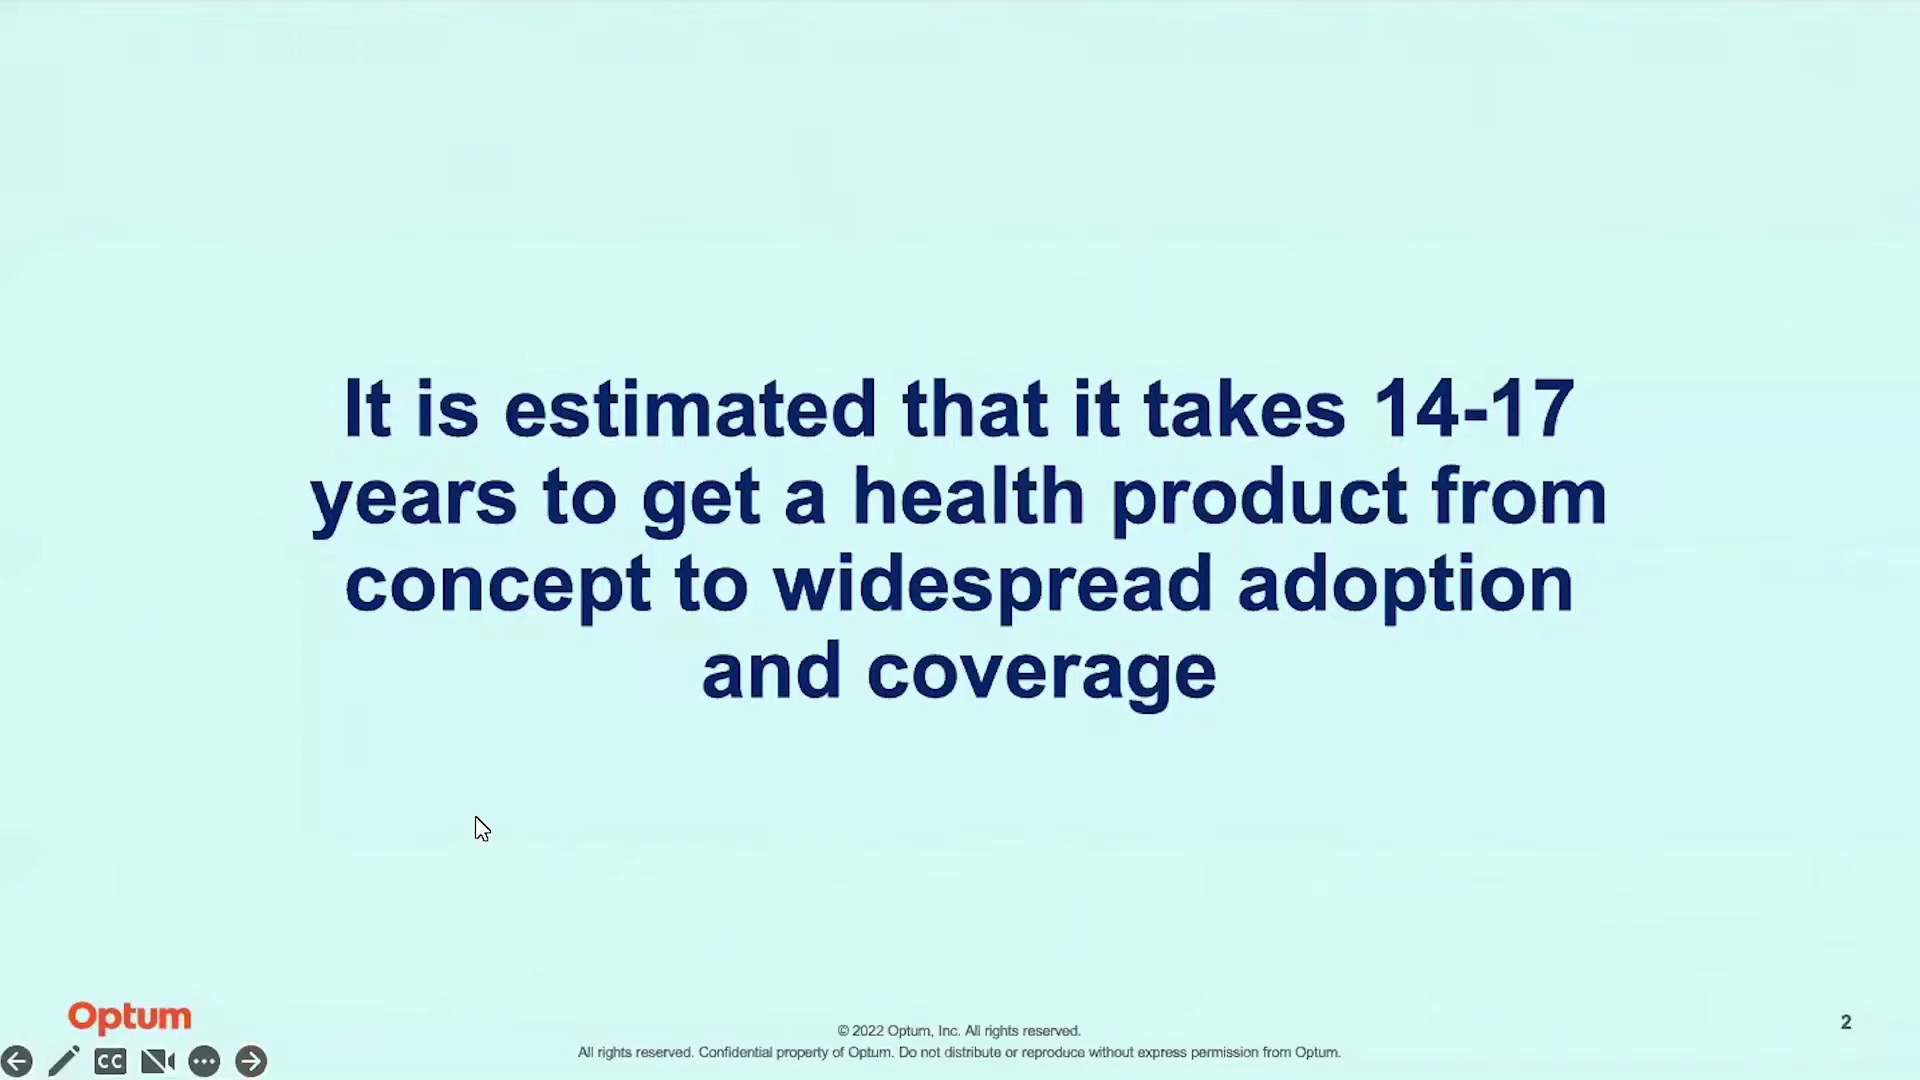 It is estimated that it takes 14-17
years to get a health product from
concept to widespread adoption
and coverage
Optum
© 2022 Optum, Inc. All rights reserved.
All rights reserved. Confidential property of Optum. Do not distribute or reproduce without express permission from Optum.
2
CC